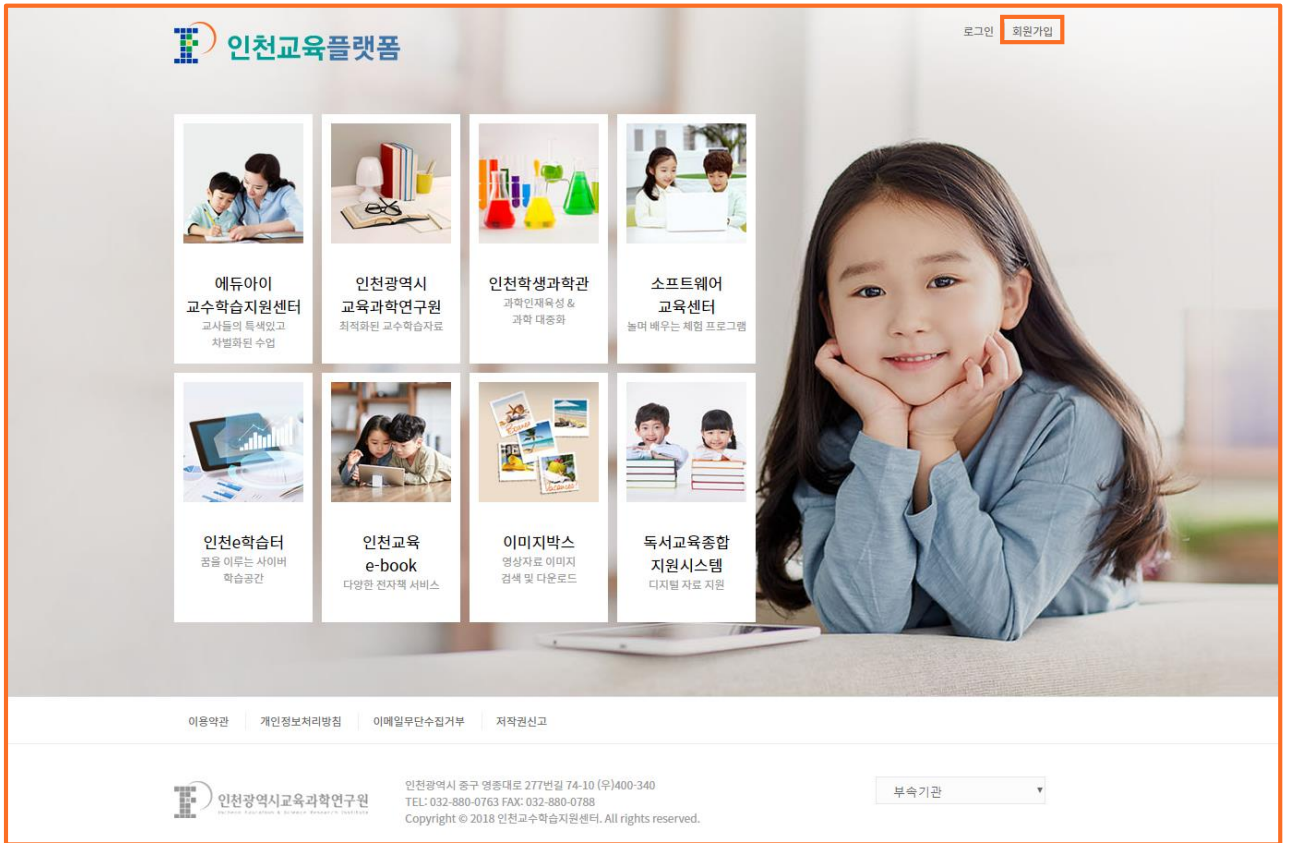 인천교육플랫폼
로그인 회원가입
에듀아이
교수학습지원센터
교사들의 특색있고
차별화된 수업
인천광역시
교육과학연구원
최적화된 교수학습자료
인천학생과학관
과학인재육성 &
과학 대중화
소프트웨어
교육센터
놀며 배우는 체험 프로그램
인천e학습터
꿈을 이루는 사이버
학습공간
인천교육
e-book
다양한 전자책 서비스
이미지박스
영상자료 이미지
검색 및 다운로드
독서교육종합
지원시스템
디지털 자료 지원
이용약관 개인정보처리방침 이메일무단수집거부 저작권신고
인천광역시교육과학연구원
인천광역시 중구 영종대로 277번길 74-10 (우)400-340
TEL: 032-880-0763 FAX: 032-880-0788
Copyright © 2018 인천교수학습지원센터. All rights reserved.
부속기관